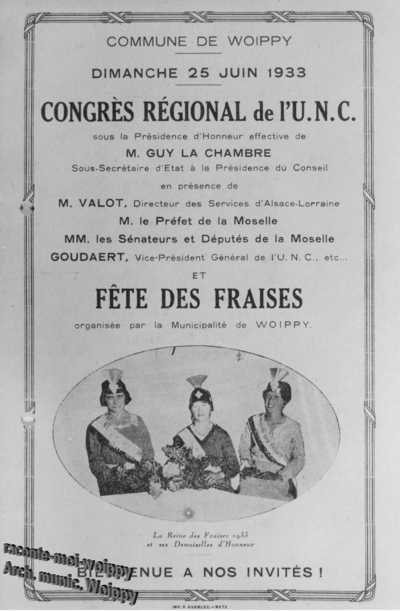 COMMUNE DE WOIPPY
DIMANCHE 25 JUIN 1933
CONGRÈS RÉGIONAL de l'U.N.C.
sous la Présidence d'Honneur effective de
M. GUY LA CHAMBRE
Sous-Secrétaire d'Etat à la Présidence du Conseil
en présence de
M. VALOT, Directeur des Services d'Alsace-Lorraine
M. le Préfet de la Moselle
MM. les Sénateurs et Députés de la Moselle
GOUDAERT, Vice-Président Général de l'U.N.C., etc...
ET
FÊTE DES FRAISES
organisée par la Municipalité de WOIPPY.
La Reine des Fraises 1933
et ses Demoiselles d'Honneur
raconte-moi-woippy
Arch. munic. Woippy
BIENVENUE A NOS INVITÉS !